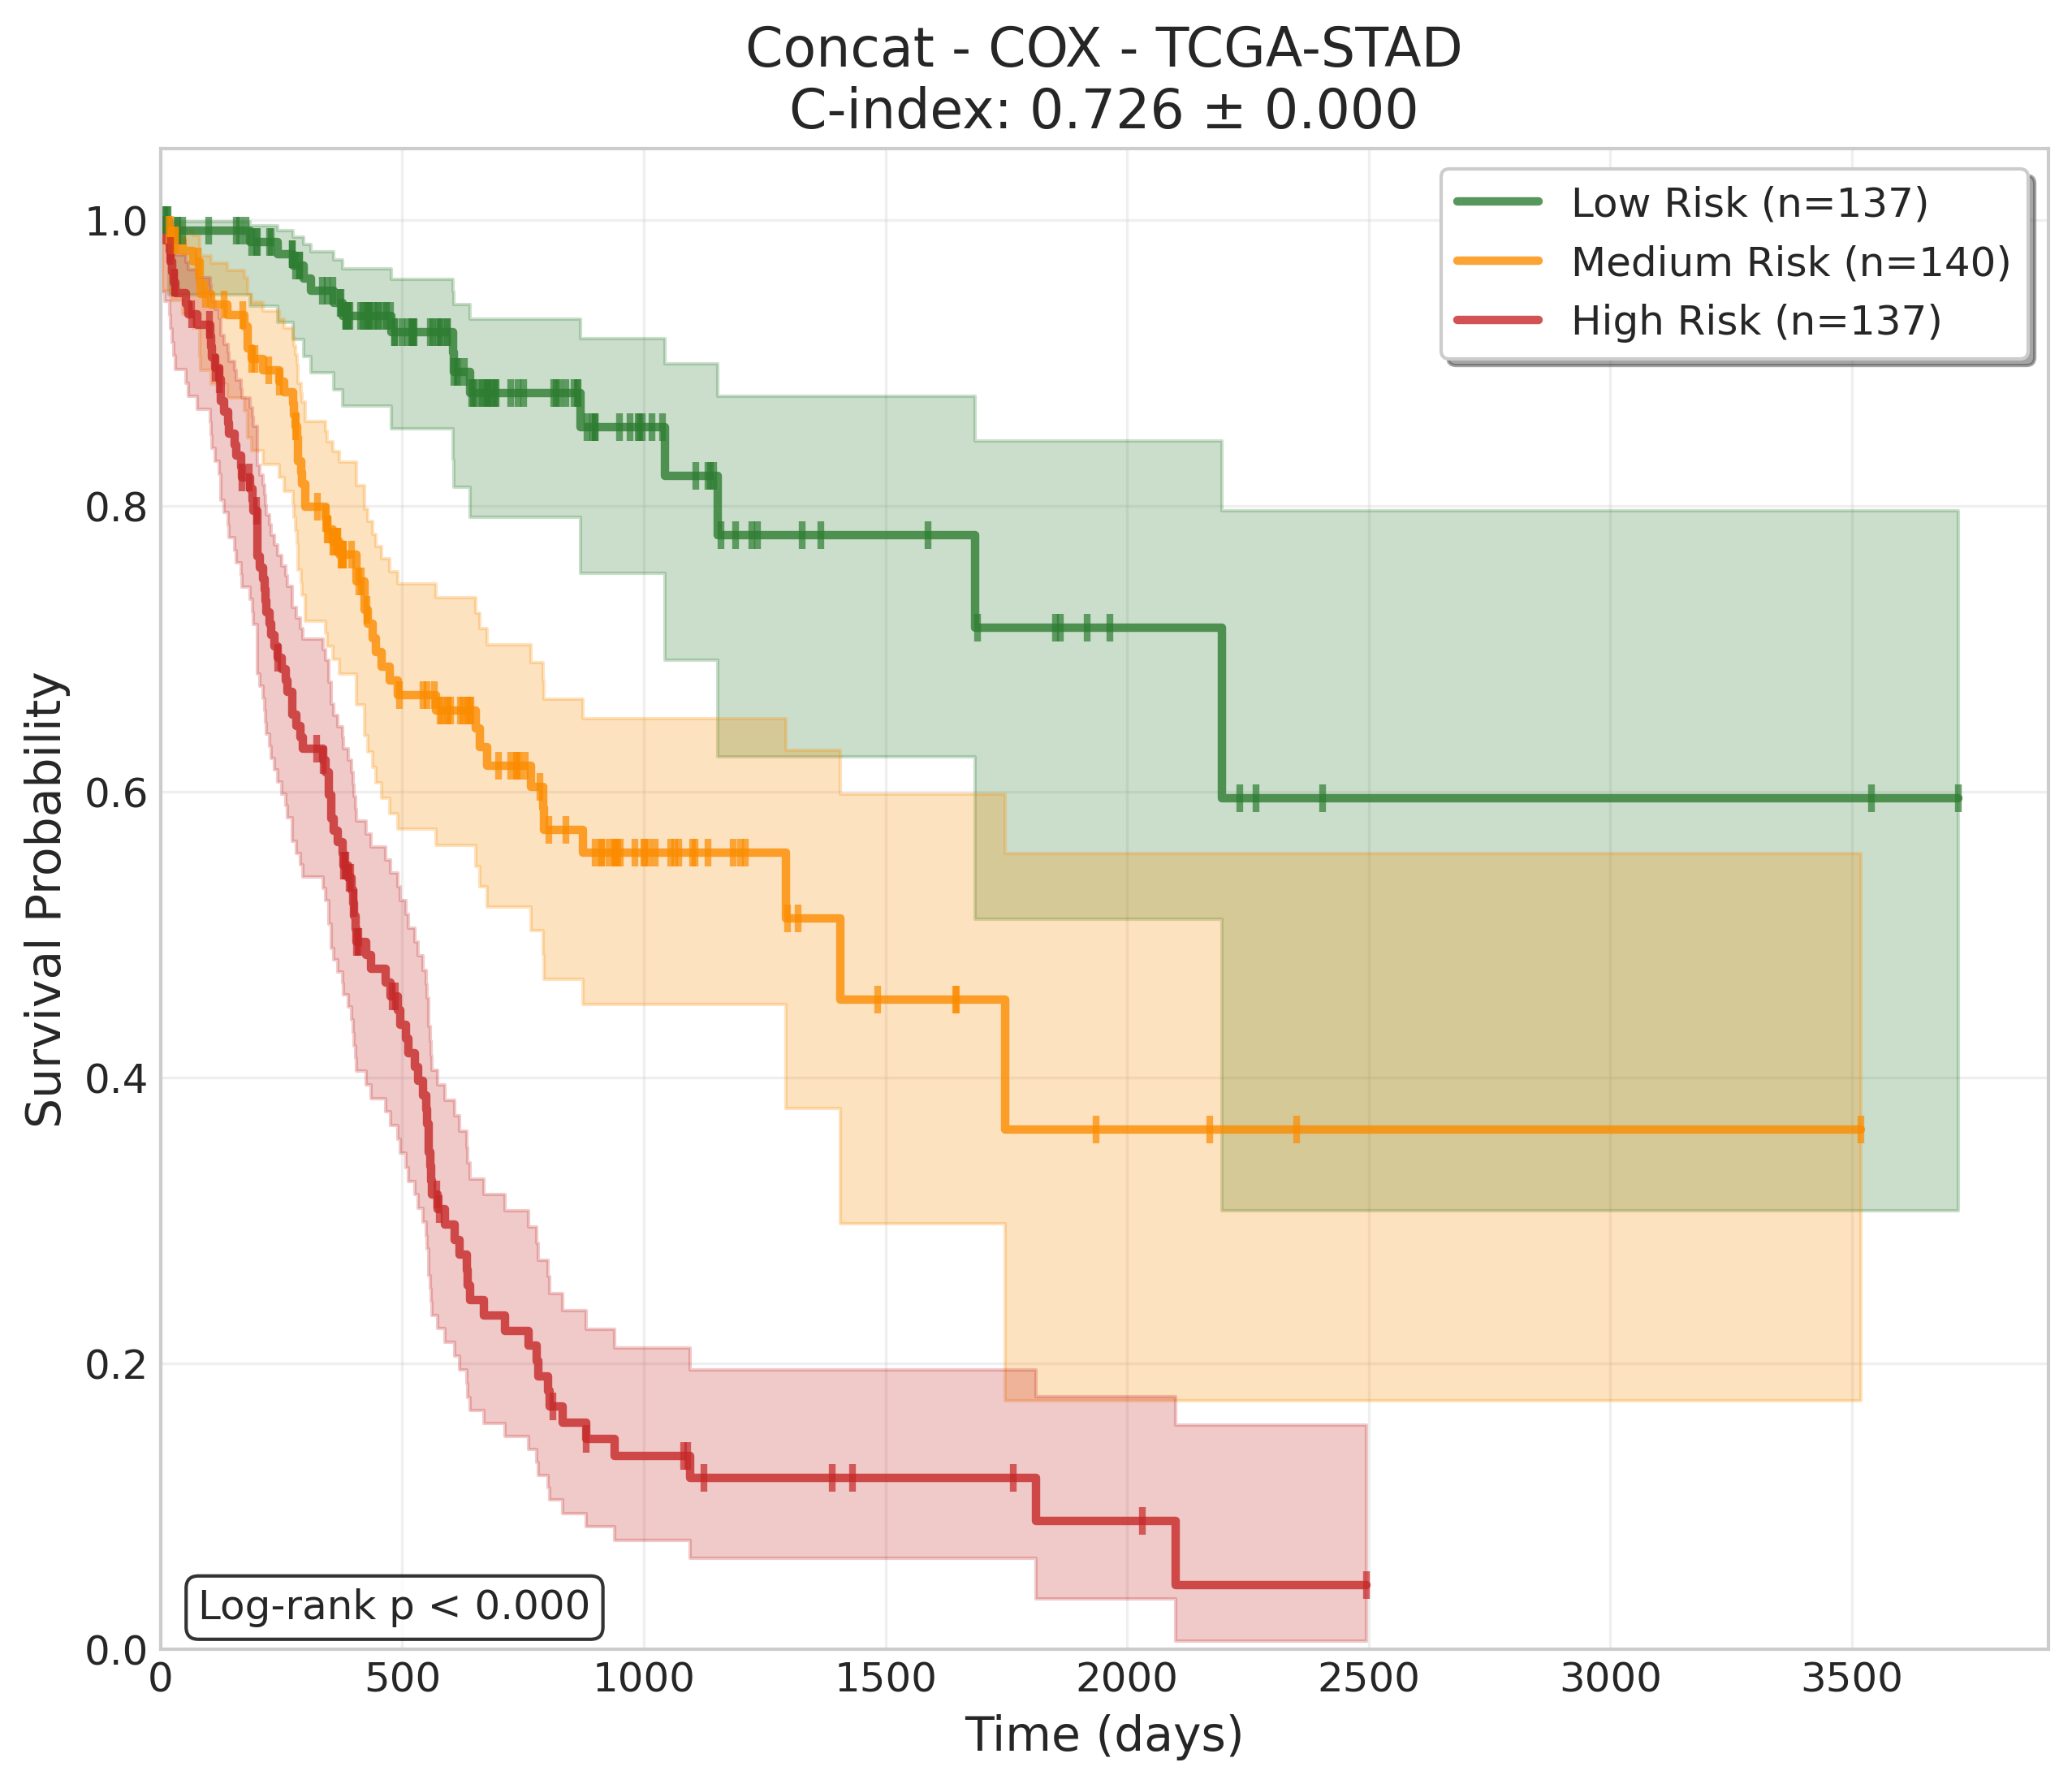 Concat - COX - TCGA-STAD
C-index: 0.726 ± 0.000
Low Risk (n=137)
Medium Risk (n=140)
High Risk (n=137)
Survival Probability
1.0
0.8
0.6
0.4
0.2
0.0
Log-rank p < 0.000
0 500 1000 1500 2000 2500 3000 3500
Time (days)